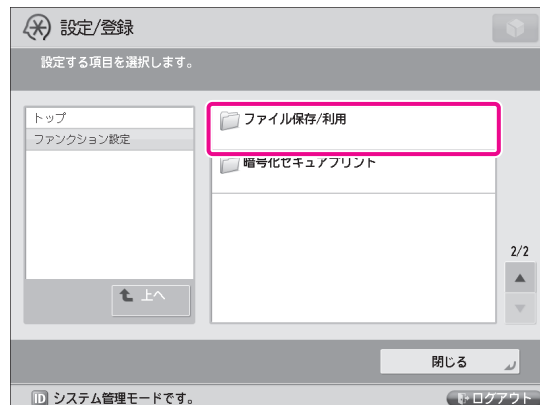 設定/登録
設定する項目を選択します。
トップ
ファンクション設定
ファイル保存/利用
暗号化セキュアプリント
2/2
上へ
閉じる
ID システム管理モードです。
ログアウト